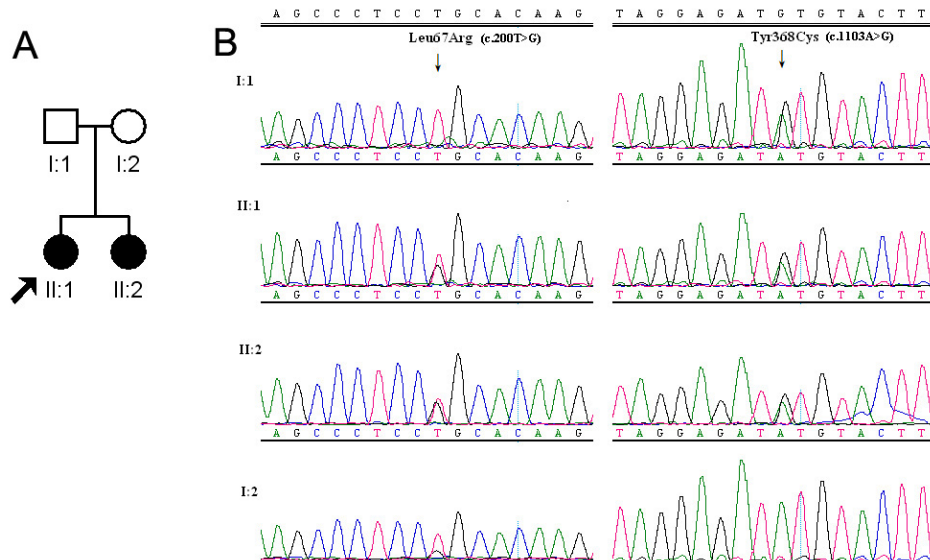 A
B
A G C C C T C C T G C A C A A G
T A G G A G A T G T G T A C T T
Leu67Arg (c.200T>G)
Tyr368Cys (c.1103A>G)
I:1
A G C C C T C C T G C A C A A G
T A G G A G A T A T G T A C T T
I:1
I:2
II:1
A G C C C T C C T G C A C A A G
T A G G A G A T A T G T A C T T
II:1
II:2
II:2
A G C C C T C C T G C A C A A G
T A G G A G A T A T G T A C T T
I:2